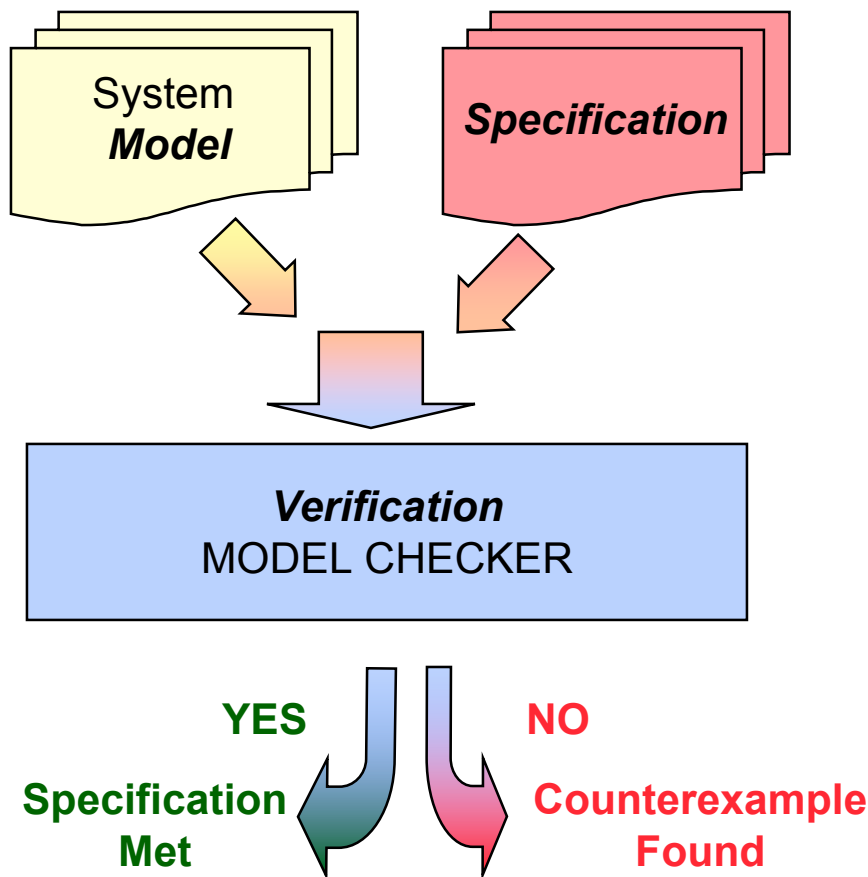 System
Model
Specification
Verification
MODEL CHECKER
YES
NO
Specification
Met
Counterexample
Found